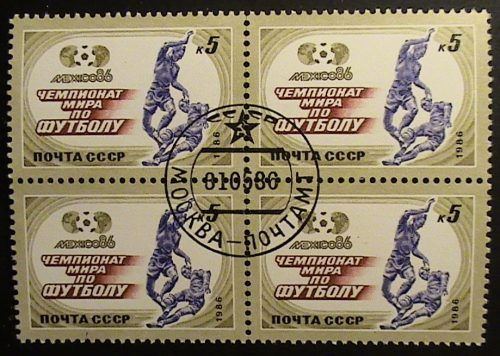 MEXICO86
ЧЕМПИОНАТ
МИРА
ПО
ФУТБОЛУ
ПОЧТА СССР
К5
1986
MEXICO86
ЧЕМПИОНАТ
МИРА
ПО
ФУТБОЛУ
ПОЧТА СССР
К5
1986
СССР
010586
МОСКВА-ПОЧТАМТ
MEXICO86
ЧЕМПИОНАТ
МИРА
ПО
ФУТБОЛУ
ПОЧТА СССР
К5
1986
MEXICO86
ЧЕМПИОНАТ
МИРА
ПО
ФУТБОЛУ
ПОЧТА СССР
К5
1986